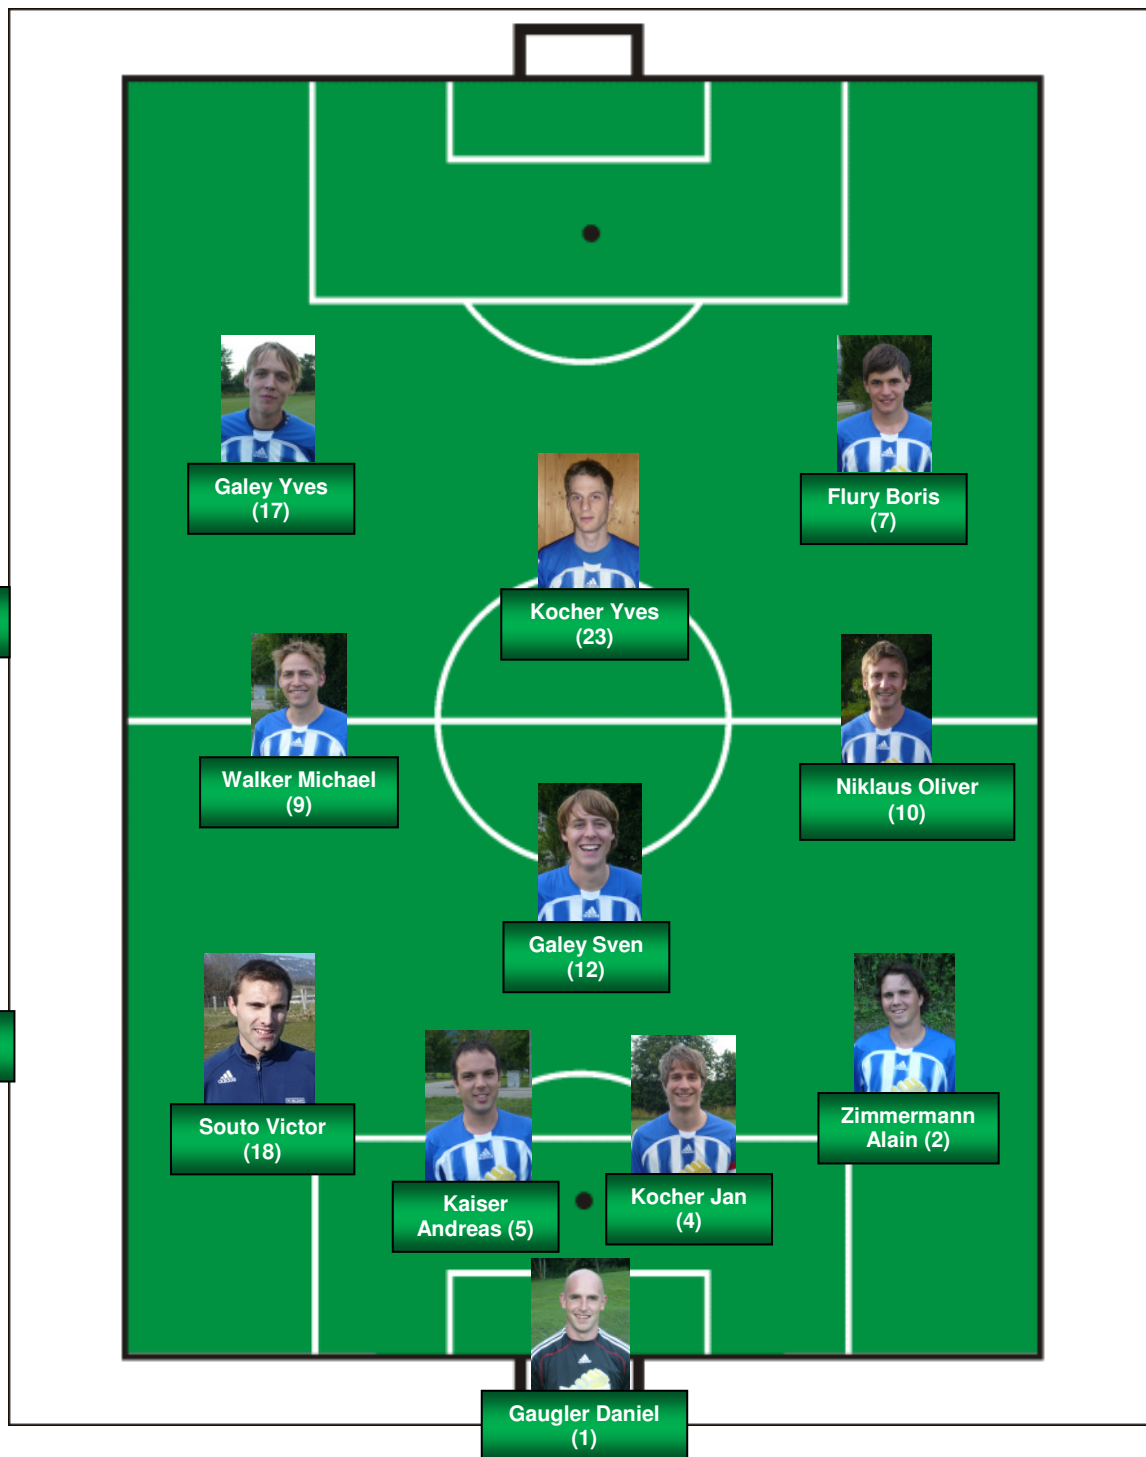 Galey Yves
(17)
Flury Boris
(7)
Kocher Yves
(23)
Walker Michael
(9)
Niklaus Oliver
(10)
Galey Sven
(12)
Souto Victor
(18)
Zimmermann
Alain (2)
Kaiser
Andreas (5)
Kocher Jan
(4)
Gaugler Daniel
(1)